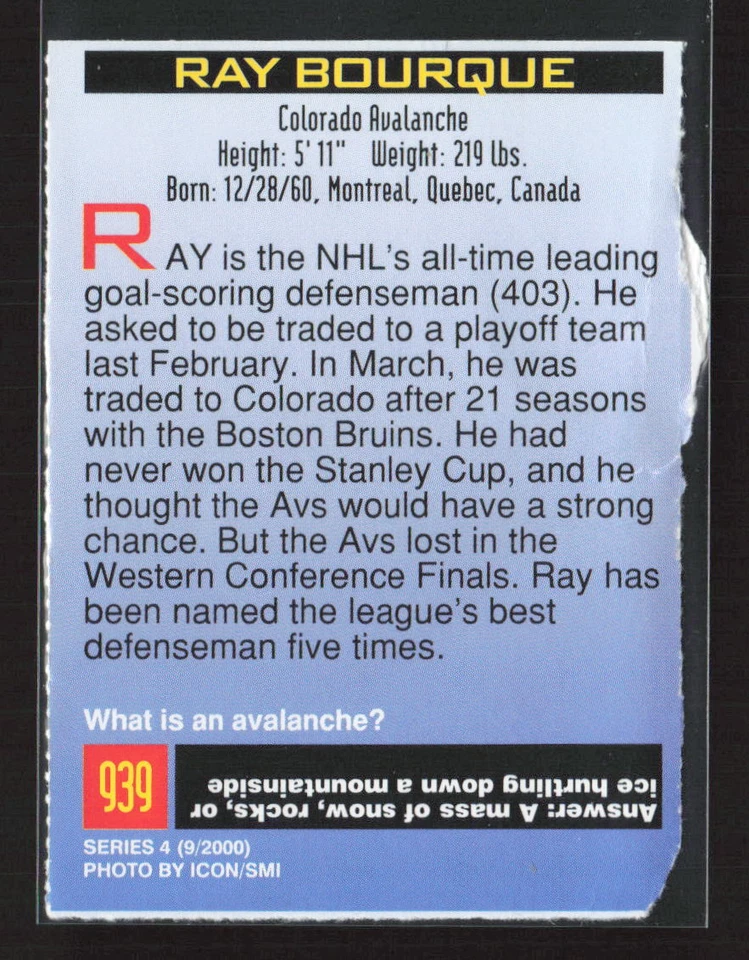 RAY BOURQUE
Colorado Avalanche
Height: 5' 11" Weight: 219 lbs.
Born: 12/28/60, Montreal, Quebec, Canada
RAY is the NHL's all-time leading
goal-scoring defenseman (403). He
asked to be traded to a playoff team
last February. In March, he was
traded to Colorado after 21 seasons
with the Boston Bruins. He had
never won the Stanley Cup, and he
thought the Avs would have a strong
chance. But the Avs lost in the
Western Conference Finals. Ray has
been named the league's best
defenseman five times.
What is an avalanche?
939
Answer: A mass of snow, rocks, or
ice hurtling down a mountainside
SERIES 4 (9/2000)
PHOTO BY ICON/SMI